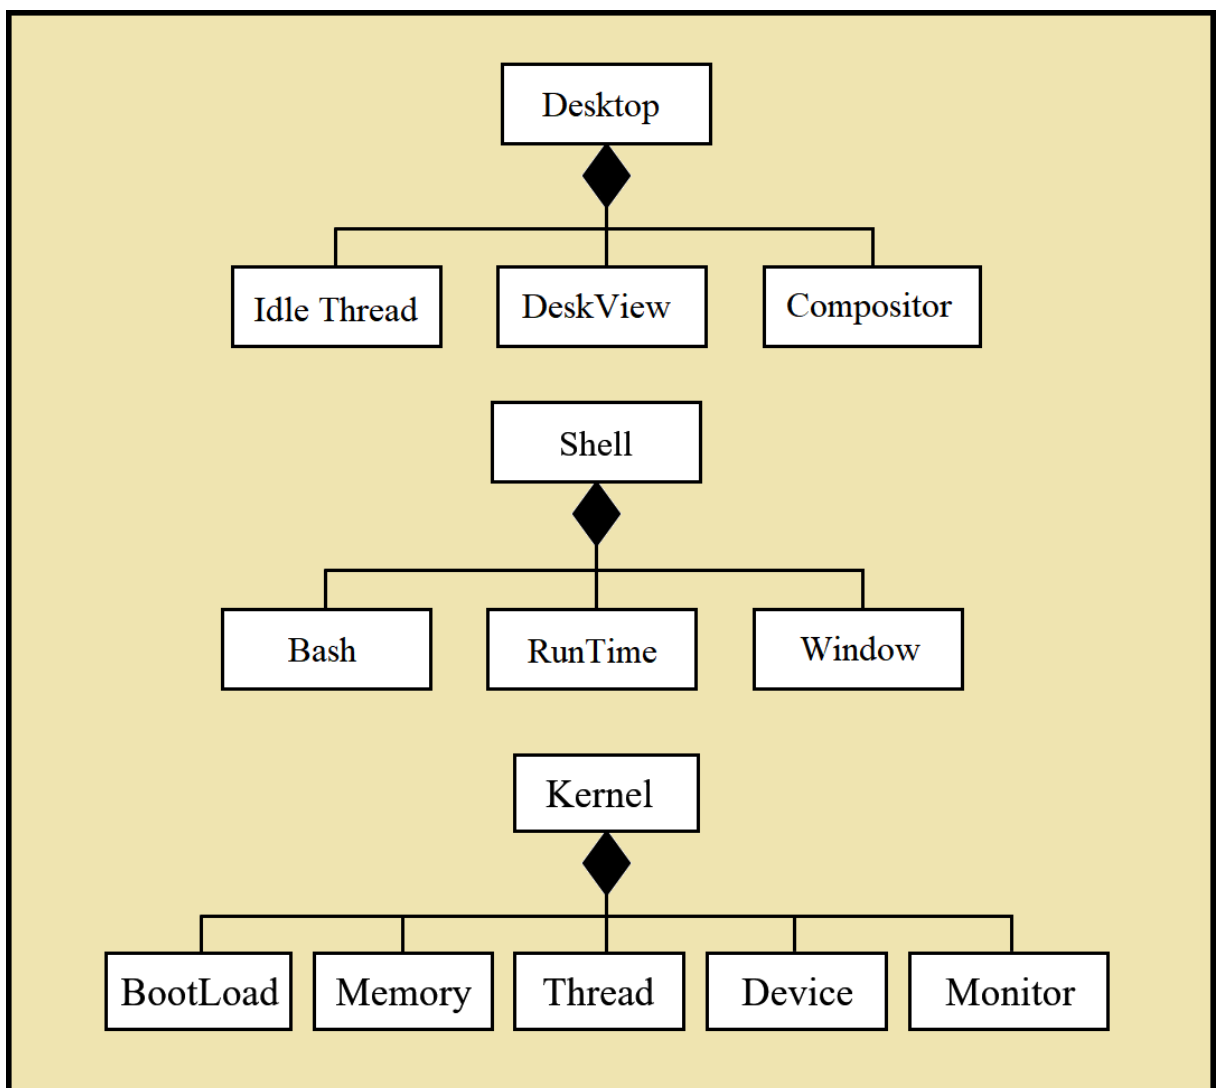 Desktop
Idle Thread
DeskView
Compositor
Shell
Bash
RunTime
Window
Kernel
BootLoad
Memory
Thread
Device
Monitor